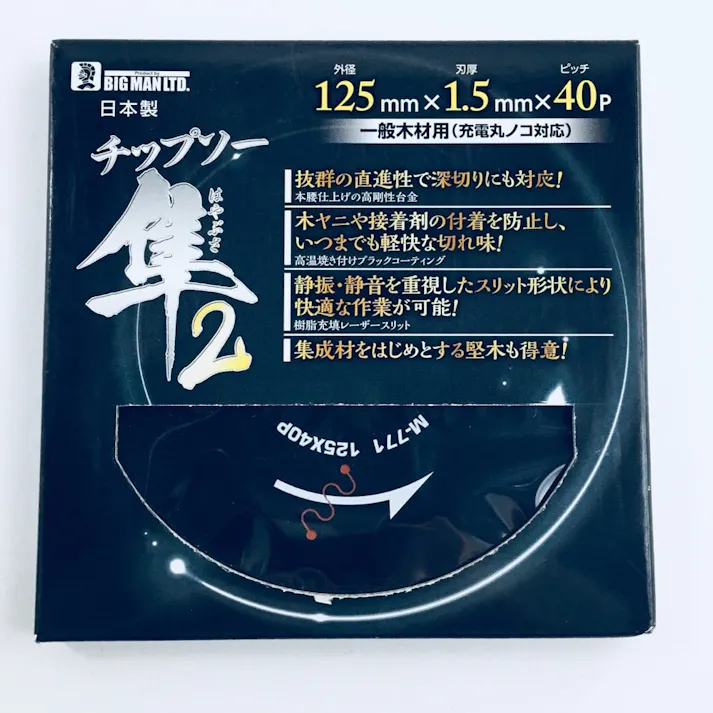 Product by
BIG MAN LTD.
日本製
外径 刃厚 ピッチ
125mm×1.5mm×40P
一般木材用（充電丸ノコ対応）
チップソー
隼2
はやぶさ
抜群の直進性で深切りにも対応！
本腰仕上げの高剛性台金
木ヤニや接着剤の付着を防止し、
いつまでも軽快な切れ味！
高温焼き付けブラックコーティング
静振・静音を重視したスリット形状により
快適な作業が可能！
樹脂充填レーザースリット
集成材をはじめとする堅木も得意！
M-771 125X40P